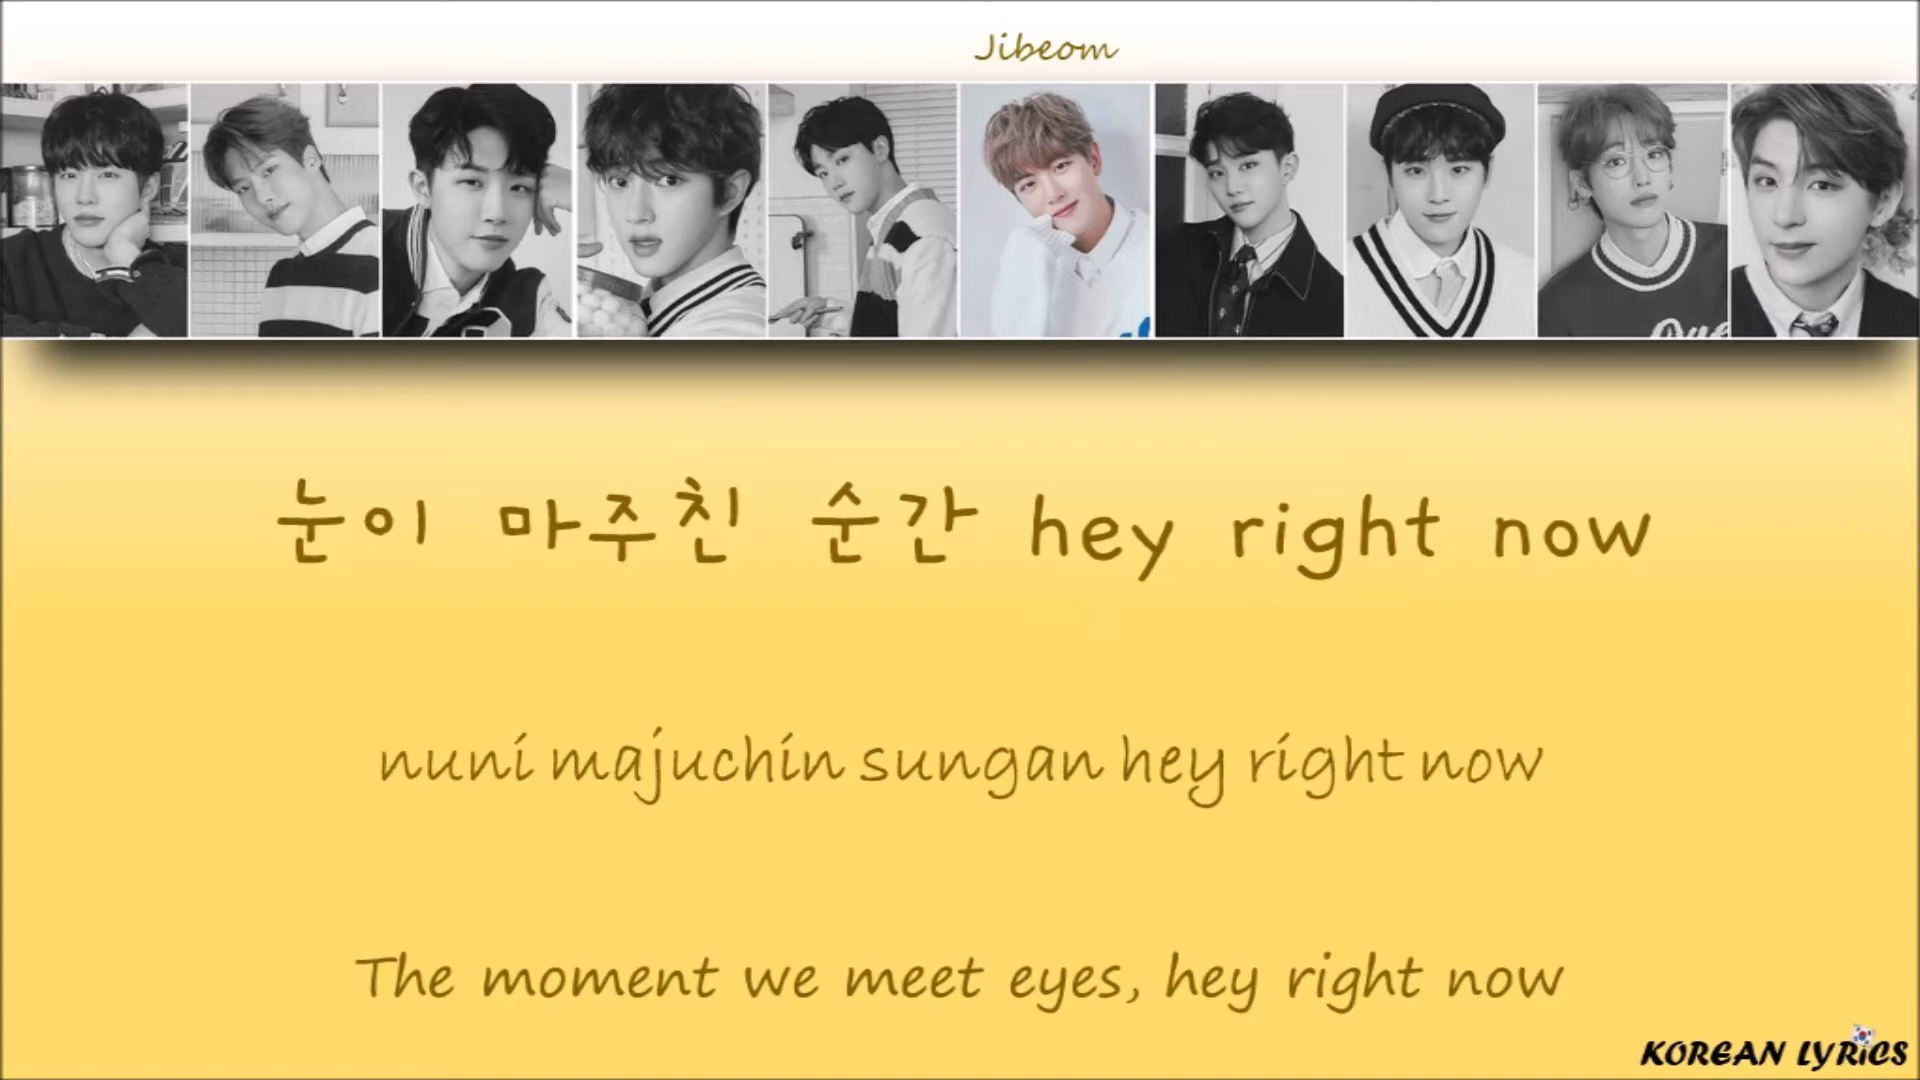 Jibeom
눈이 마주친 순간 hey right now
nuni majuchin sungan hey right now
The moment we meet eyes, hey right now
KOREAN LYRICS